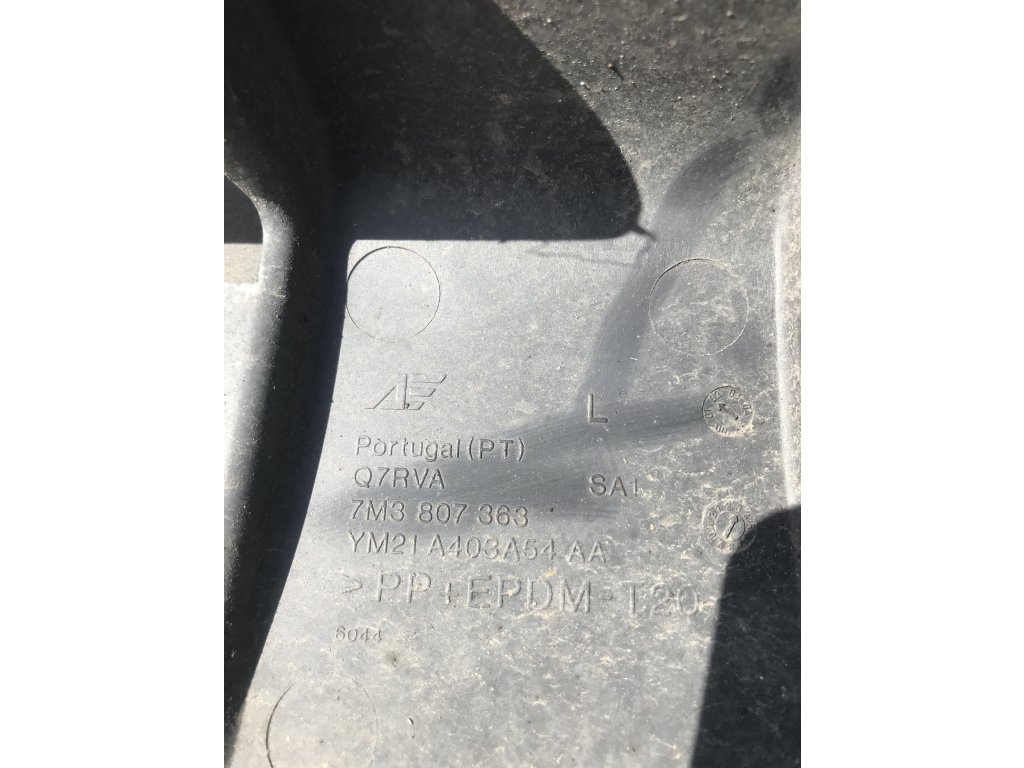 AE
L
Portugal (PT)
Q7RVA SAI
7M3 807 363
YM21 A403A54 AA
>PP+EPDM-T20<
6044